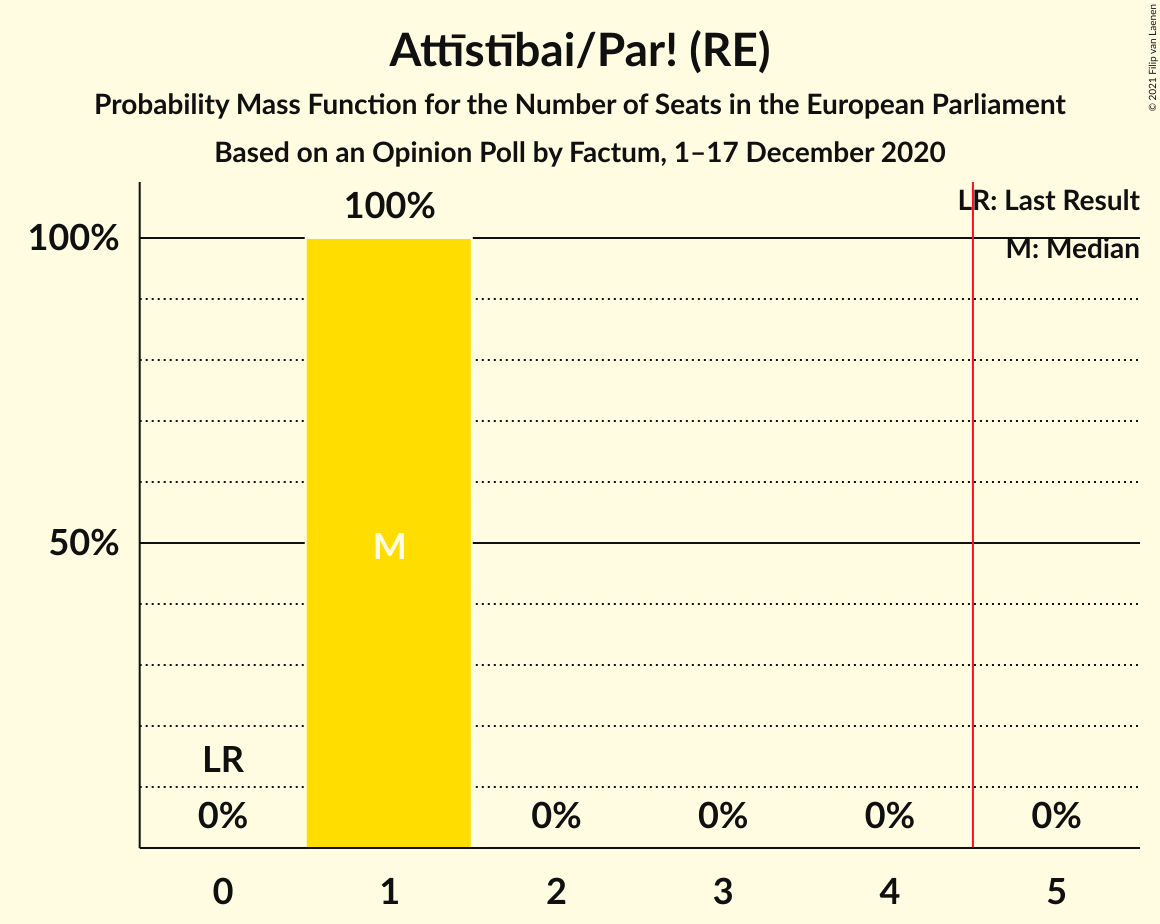 Attīstībai/Par! (RE)
Probability Mass Function for the Number of Seats in the European Parliament
Based on an Opinion Poll by Factum, 1–17 December 2020
© 2021 Filip van Laenen
LR: Last Result
M: Median
100%
100%
50%
M
LR
0%
0%
0%
0%
0%
0
1
2
3
4
5